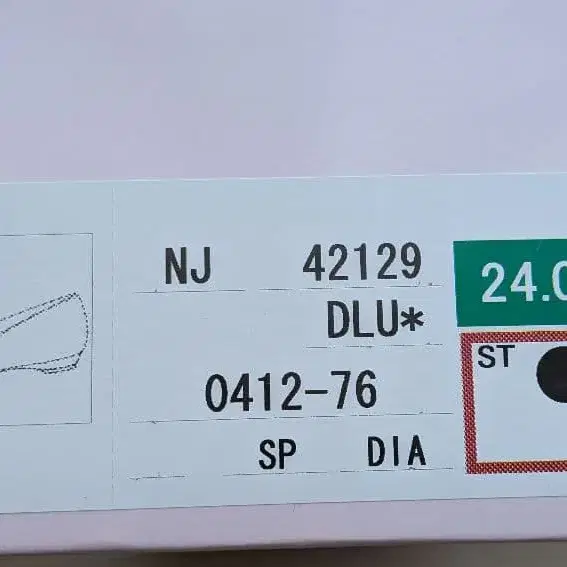 NJ 42129
24.0
DLU*
ST
0412-76
SP DIA